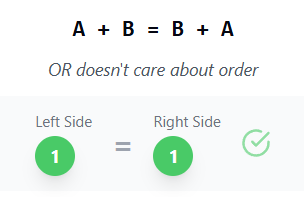 A + B = B + A
OR doesn't care about order
Left Side
Right Side
1 = 1